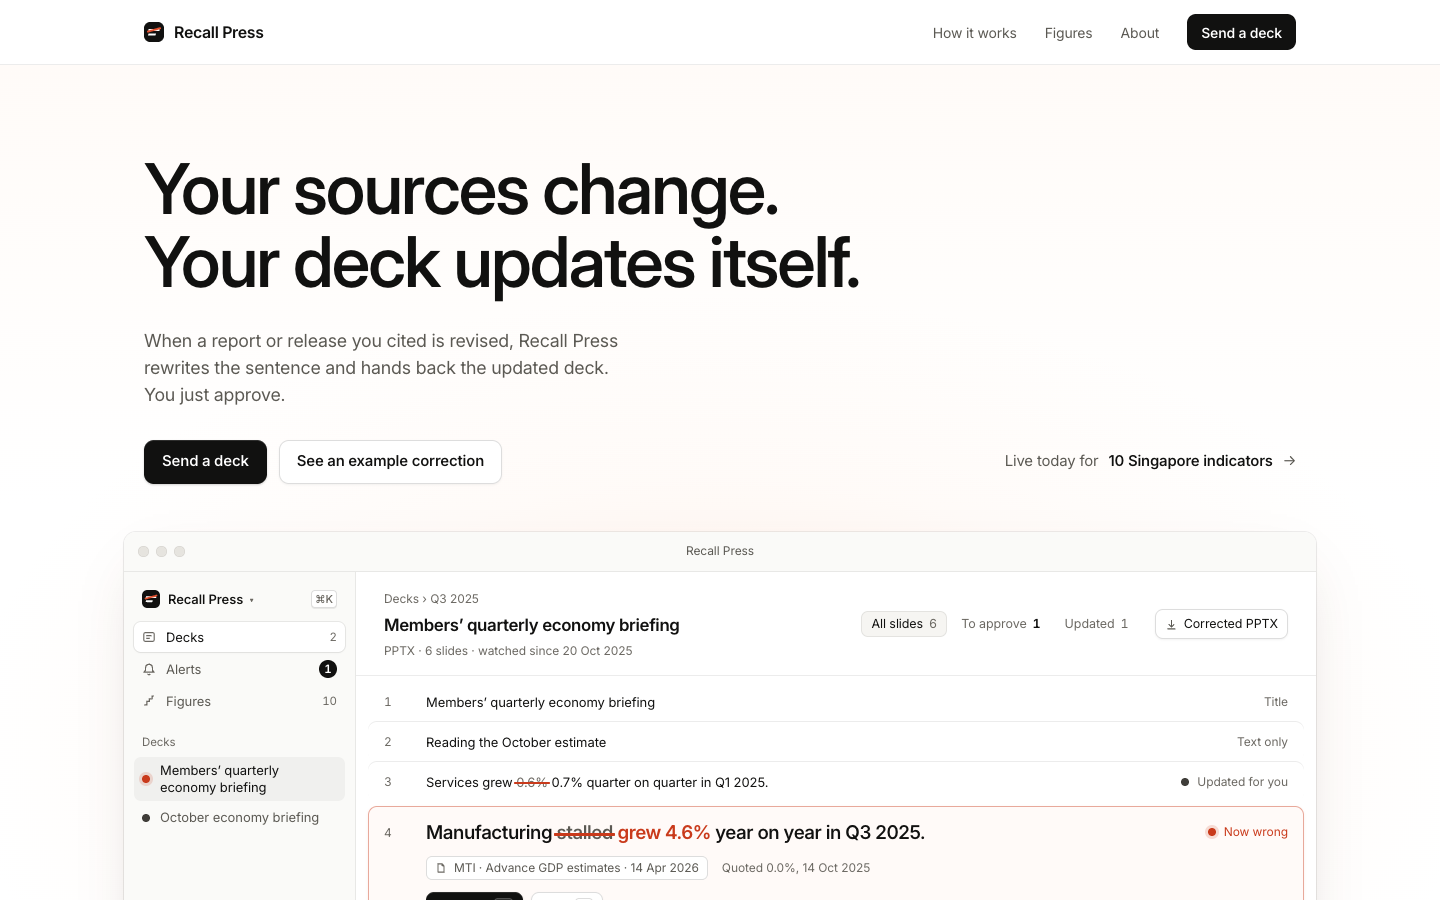 Recall Press
How it works
Figures
About
Send a deck
Your sources change.
Your deck updates itself.
When a report or release you cited is revised, Recall Press
rewrites the sentence and hands back the updated deck.
You just approve.
Send a deck
See an example correction
Live today for 10 Singapore indicators →
Recall Press
Recall Press
⌘K
Decks 2
Alerts 1
Figures 10
Decks
Members’ quarterly
economy briefing
October economy briefing
Decks › Q3 2025
Members’ quarterly economy briefing
PPTX · 6 slides · watched since 20 Oct 2025
All slides 6
To approve 1
Updated 1
Corrected PPTX
1 Members’ quarterly economy briefing Title
2 Reading the October estimate Text only
3 Services grew 0.6% 0.7% quarter on quarter in Q1 2025. Updated for you
4 Manufacturing stalled grew 4.6% year on year in Q3 2025. Now wrong
MTI · Advance GDP estimates · 14 Apr 2026 Quoted 0.0%, 14 Oct 2025